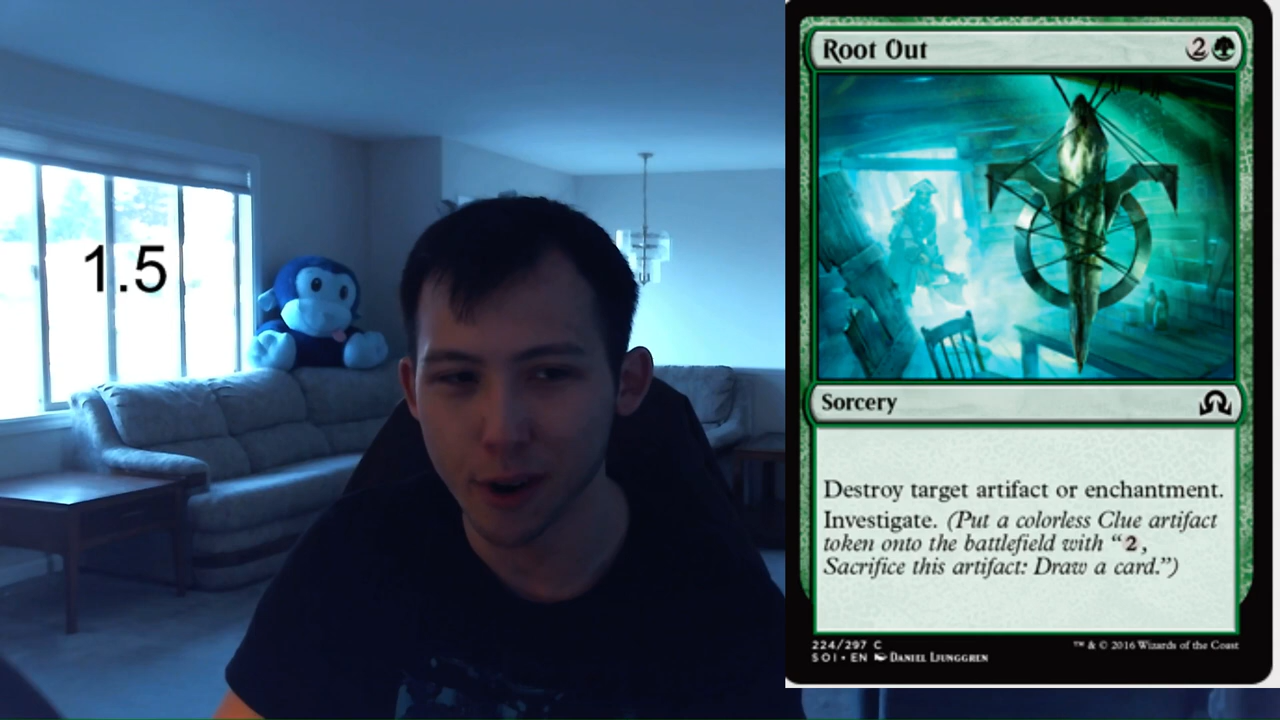 1.5
Root Out 2
Sorcery
Destroy target artifact or enchantment.
Investigate. (Put a colorless Clue artifact
token onto the battlefield with “2,
Sacrifice this artifact: Draw a card.”)
224/297 C
SOI • EN DANIEL LJUNGGREN
™ & © 2016 Wizards of the Coast